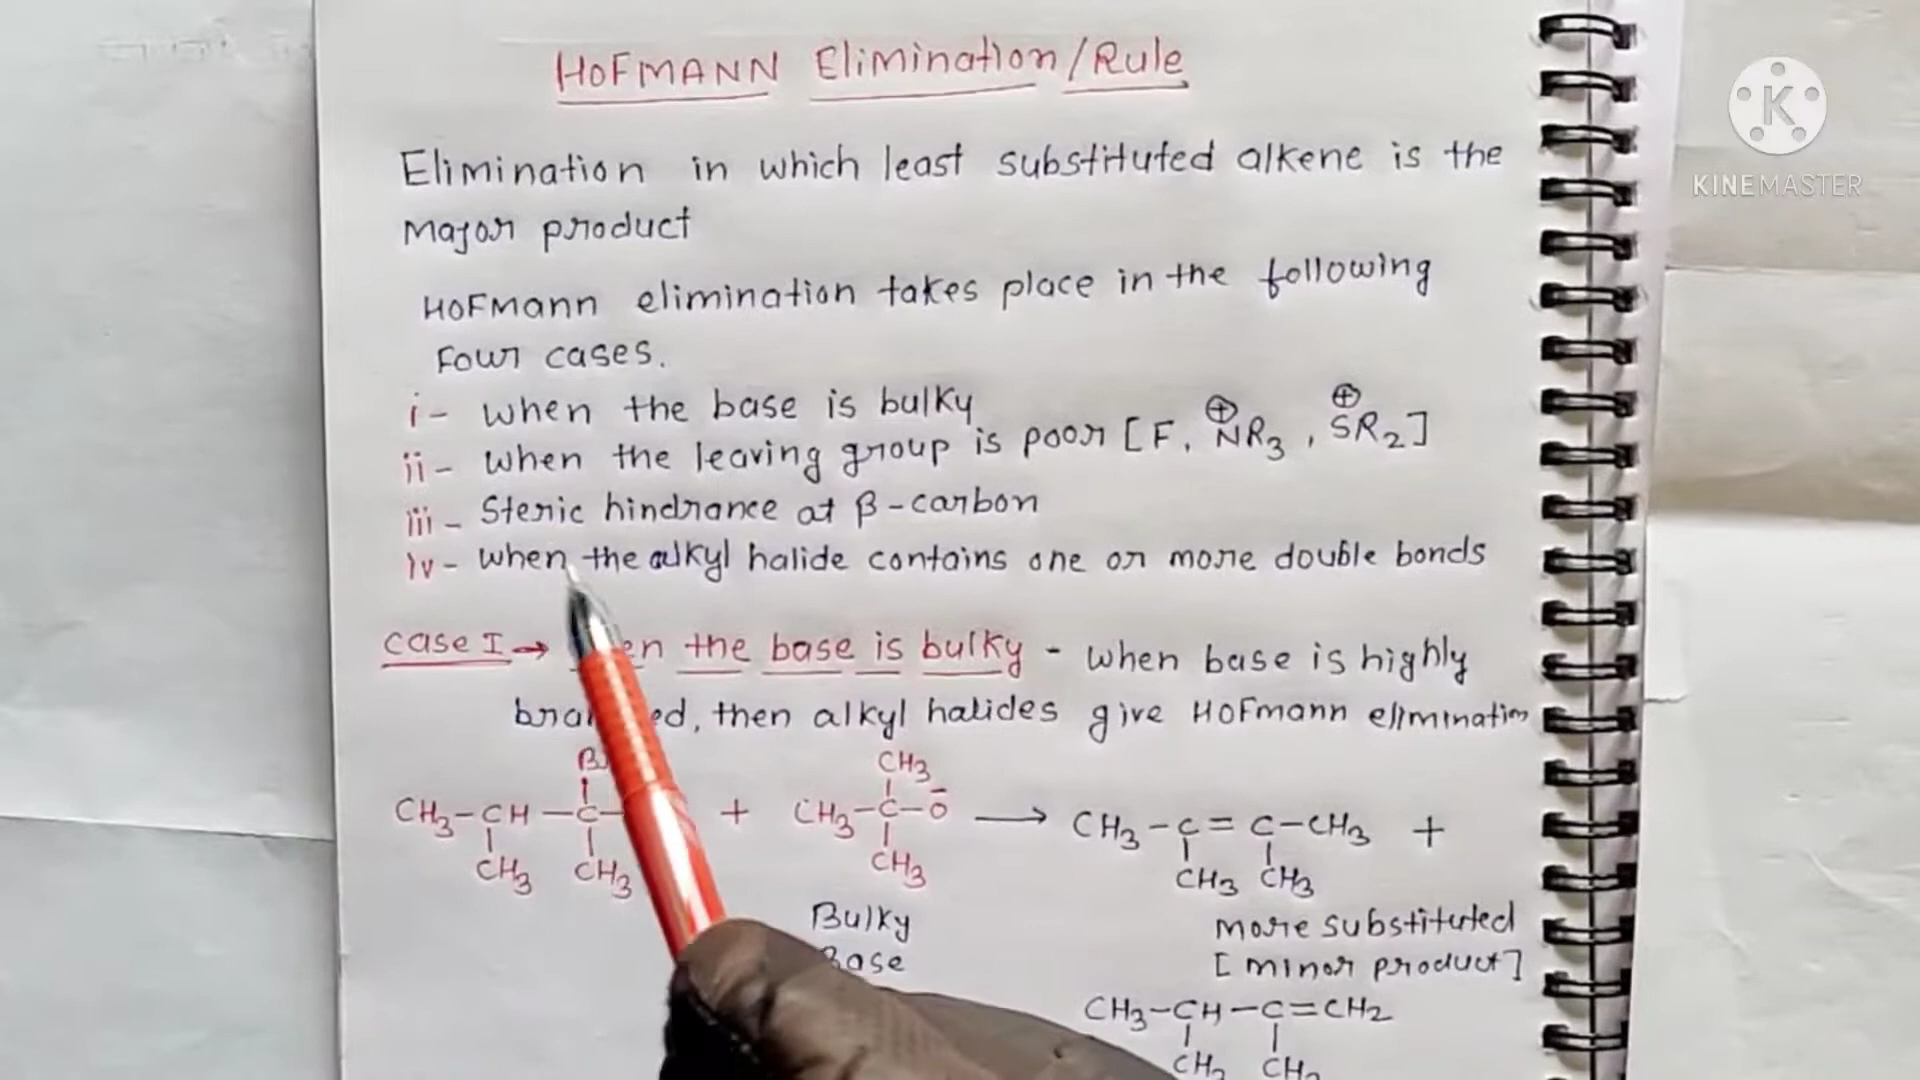 HOFMANN Elimination/Rule
Elimination in which least substituted alkene is the
Major product
HOFmann elimination takes place in the following
Four cases.
i- when the base is bulky
ii- when the leaving group is poor [F, ⊕NR3, ⊕SR2]
iii- Steric hindrance at β-carbon
iv- when the alkyl halide contains one or more double bonds
case I → the base is bulky - when base is highly
then alkyl halides give HOFmann elimination
CH3
CH3-CH-C- + CH3-C-O⁻ → CH3-C=C-CH3 +
CH3 CH3 CH3 CH3 CH3
Bulky more substituted
Base [minor product]
CH3-CH-C=CH2
KINEMASTER